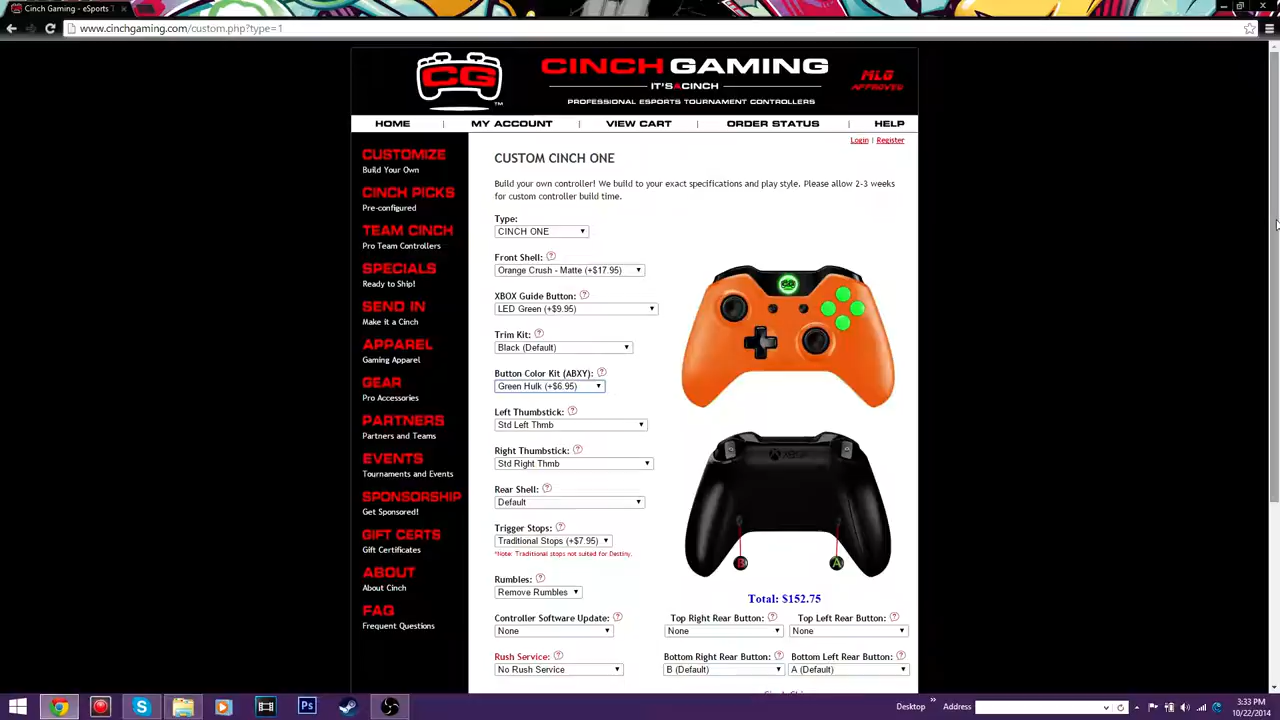 Cinch Gaming - eSports T
www.cinchgaming.com/custom.php?type=1
CG
TM
CINCH GAMING
IT'S A CINCH
PROFESSIONAL ESPORTS TOURNAMENT CONTROLLERS
MLG
APPROVED
HOME | MY ACCOUNT | VIEW CART | ORDER STATUS | HELP
Login | Register
CUSTOMIZE
Build Your Own
CINCH PICKS
Pre-configured
TEAM CINCH
Pro Team Controllers
SPECIALS
Ready to Ship!
SEND IN
Make it a Cinch
APPAREL
Gaming Apparel
GEAR
Pro Accessories
PARTNERS
Partners and Teams
EVENTS
Tournaments and Events
SPONSORSHIP
Get Sponsored!
GIFT CERTS
Gift Certificates
ABOUT
About Cinch
FAQ
Frequent Questions
CUSTOM CINCH ONE
Build your own controller! We build to your exact specifications and play style. Please allow 2-3 weeks
for custom controller build time.
Type:
CINCH ONE
Front Shell: ?
Orange Crush - Matte (+$17.95)
XBOX Guide Button: ?
LED Green (+$9.95)
Trim Kit: ?
Black (Default)
Button Color Kit (ABXY): ?
Green Hulk (+$6.95)
Left Thumbstick: ?
Std Left Thmb
Right Thumbstick: ?
Std Right Thmb
Rear Shell: ?
Default
Trigger Stops: ?
Traditional Stops (+$7.95)
*Note: Traditional stops not suited for Destiny.
Rumbles: ?
Remove Rumbles
Controller Software Update: ?
None
Rush Service: ?
No Rush Service
XBOX
B
A
Total: $152.75
Top Right Rear Button: ?
None
Top Left Rear Button: ?
None
Bottom Right Rear Button: ?
B (Default)
Bottom Left Rear Button: ?
A (Default)
Desktop
Address
3:33 PM
10/22/2014